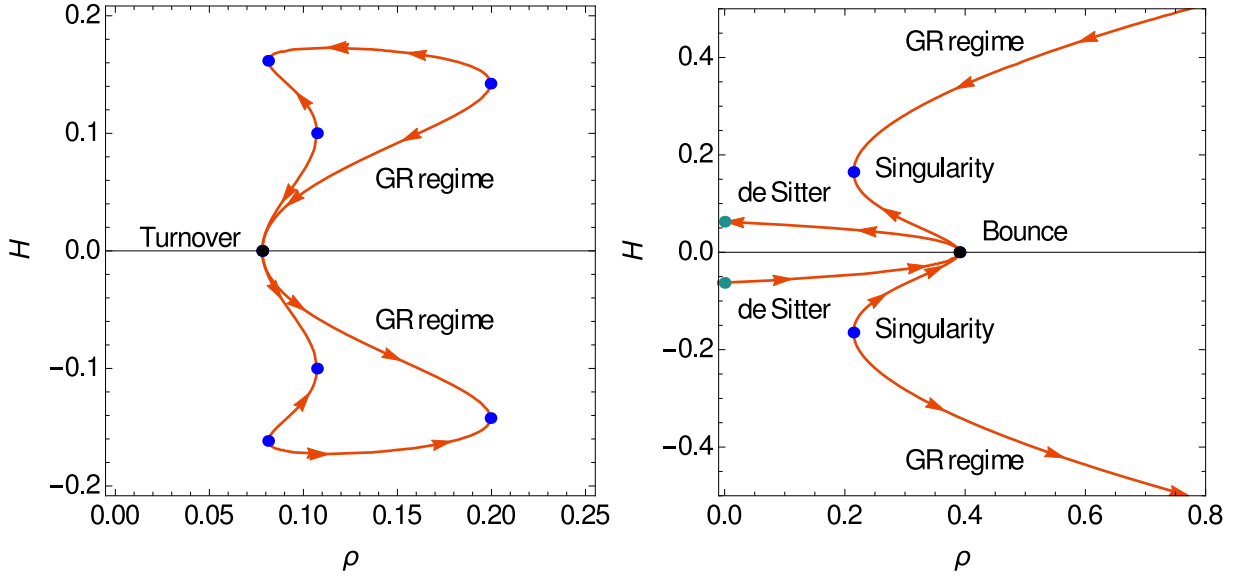 0.2
0.1
0.0
−0.1
−0.2
H
GR regime
Turnover
GR regime
0.00
0.05
0.10
0.15
0.20
0.25
ρ
0.4
0.2
0.0
−0.2
−0.4
H
GR regime
Singularity
de Sitter
Bounce
de Sitter
Singularity
GR regime
0.0
0.2
0.4
0.6
0.8
ρ